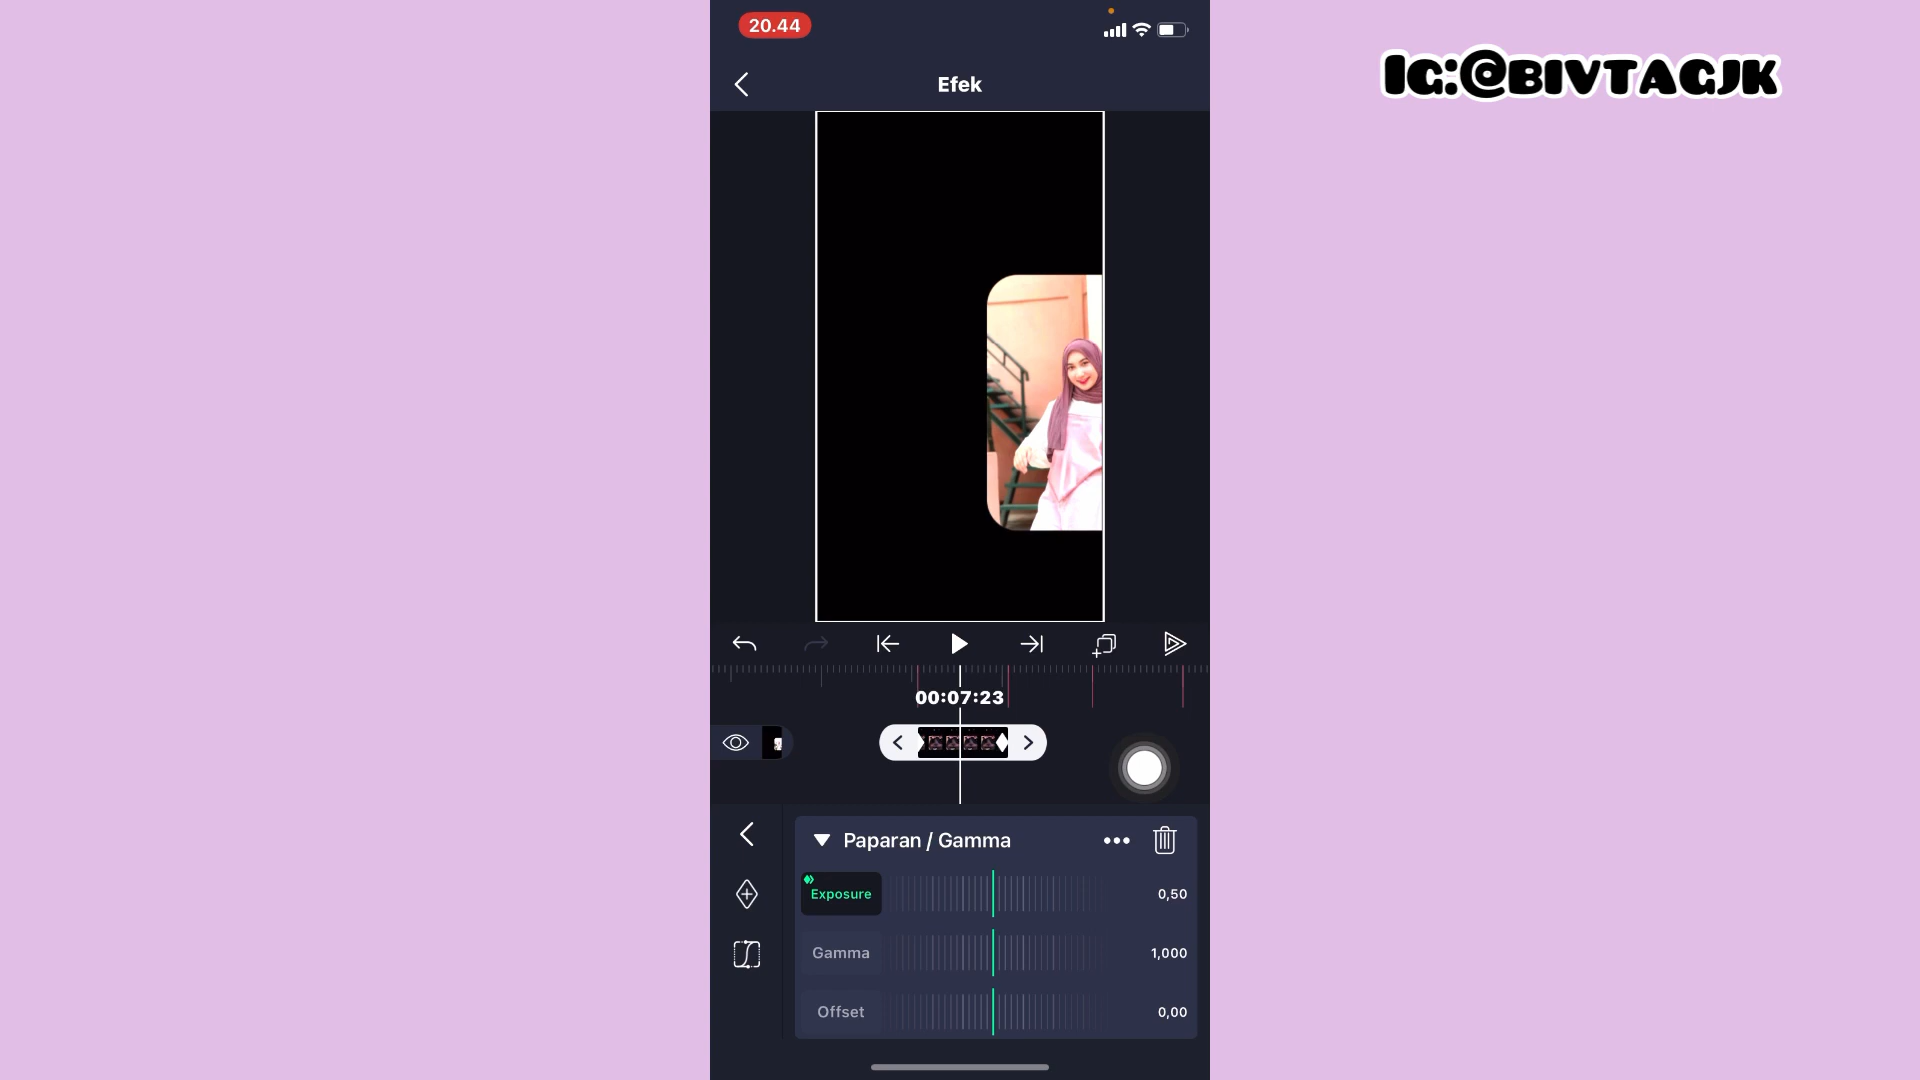 20.44
IG:@BIVTAGJK
Efek
00:07:23
Paparan / Gamma
Exposure
0,50
Gamma
1,000
Offset
0,00